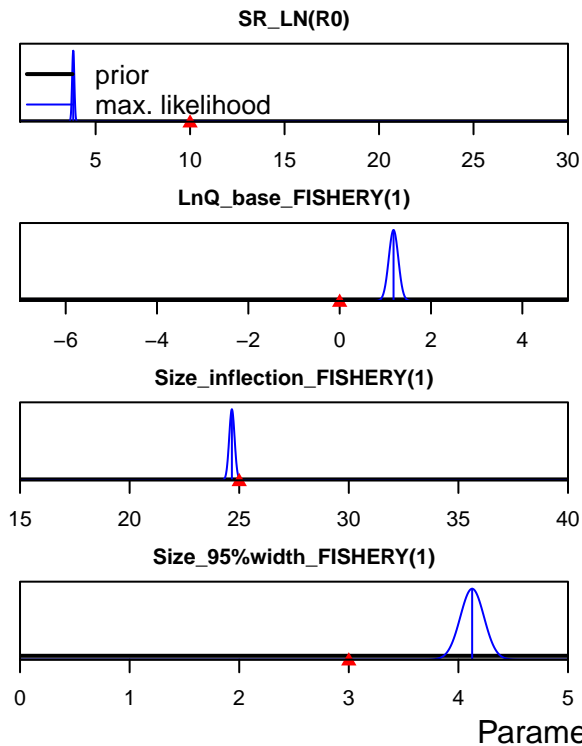 SR_LN(R0)
prior
max. likelihood
5 10 15 20 25 30
LnQ_base_FISHERY(1)
−6 −4 −2 0 2 4
Size_inflection_FISHERY(1)
15 20 25 30 35 40
Size_95%width_FISHERY(1)
0 1 2 3 4 5
Parame